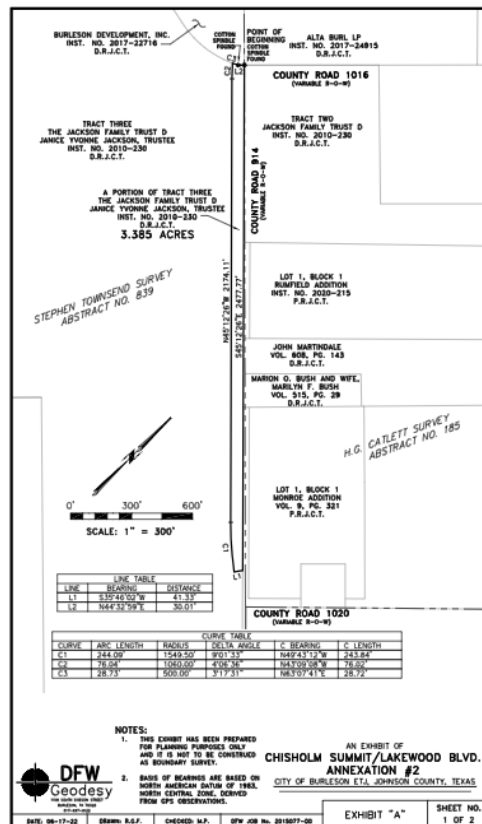 BURLESON DEVELOPMENT, INC.
INST. NO. 2017-22716
D.R.J.C.T.
COTTON
SPINDLE
FOUND
POINT OF
BEGINNING
COTTON
SPINDLE
FOUND
ALTA BURL LP
INST. NO. 2017-24915
D.R.J.C.T.
C3
C2
L2
COUNTY ROAD 1016
(VARIABLE R-O-W)
TRACT THREE
THE JACKSON FAMILY TRUST D
JANICE YVONNE JACKSON, TRUSTEE
INST. NO. 2010-230
D.R.J.C.T.
TRACT TWO
JACKSON FAMILY TRUST D
INST. NO. 2010-230
D.R.J.C.T.
COUNTY ROAD 914
(VARIABLE R-O-W)
A PORTION OF TRACT THREE
THE JACKSON FAMILY TRUST D
JANICE YVONNE JACKSON, TRUSTEE
INST. NO. 2010-230
D.R.J.C.T.
3.385 ACRES
N45°12'26"W 2174.11'
S45°12'26"E 2477.77'
STEPHEN TOWNSEND SURVEY
ABSTRACT NO. 839
LOT 1, BLOCK 1
RUMFIELD ADDITION
INST. NO. 2020-215
P.R.J.C.T.
JOHN MARTINDALE
VOL. 608, PG. 143
D.R.J.C.T.
MARION O. BUSH AND WIFE,
MARILYN F. BUSH
VOL. 515, PG. 29
D.R.J.C.T.
H.G. CATLETT SURVEY
ABSTRACT NO. 185
LOT 1, BLOCK 1
MONROE ADDITION
VOL. 9, PG. 321
P.R.J.C.T.
0' 300' 600'
SCALE: 1" = 300'
C1
L1
LINE TABLE
LINE BEARING DISTANCE
L1 S35°46'02"W 41.33'
L2 N44°32'59"E 30.01'
COUNTY ROAD 1020
(VARIABLE R-O-W)
CURVE TABLE
CURVE ARC LENGTH RADIUS DELTA ANGLE C BEARING C LENGTH
C1 244.09' 1549.50' 9°01'33" N49°43'12"W 243.84'
C2 76.04' 1060.00' 4°06'36" N43°09'08"W 76.02'
C3 28.73' 500.00' 3°17'31" N63°07'41"E 28.72'
NOTES:
1. THIS EXHIBIT HAS BEEN PREPARED
FOR PLANNING PURPOSES ONLY
AND IT IS NOT TO BE CONSTRUED
AS BOUNDARY SURVEY.
2. BASIS OF BEARINGS ARE BASED ON
NORTH AMERICAN DATUM OF 1983,
NORTH CENTRAL ZONE, DERIVED
FROM GPS OBSERVATIONS.
DFW
Geodesy
AN EXHIBIT OF
CHISHOLM SUMMIT/LAKEWOOD BLVD.
ANNEXATION #2
CITY OF BURLESON ETJ, JOHNSON COUNTY, TEXAS
DATE: 06-17-22 DRAWN: R.G.F. CHECKED: M.P. DFW JOB No. 2015077-00
EXHIBIT "A"
SHEET NO.
1 OF 2